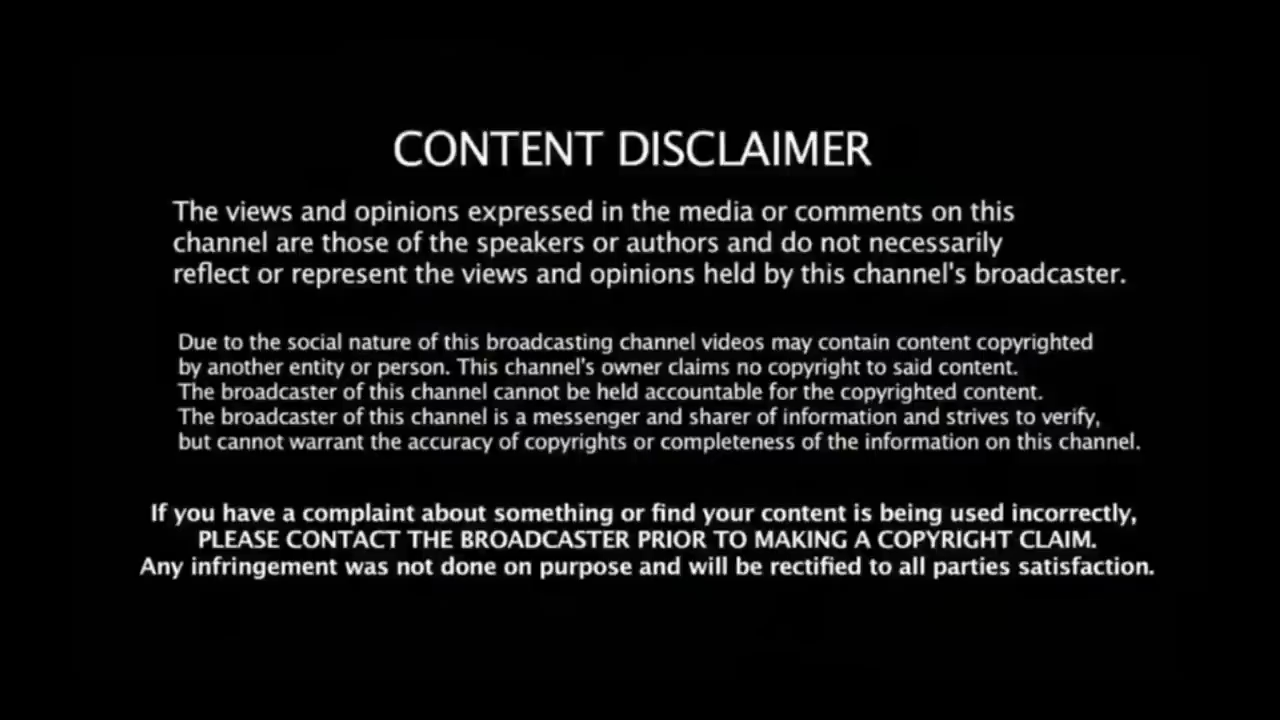 CONTENT DISCLAIMER
The views and opinions expressed in the media or comments on this
channel are those of the speakers or authors and do not necessarily
reflect or represent the views and opinions held by this channel's broadcaster.
Due to the social nature of this broadcasting channel videos may contain content copyrighted
by another entity or person. This channel's owner claims no copyright to said content.
The broadcaster of this channel cannot be held accountable for the copyrighted content.
The broadcaster of this channel is a messenger and sharer of information and strives to verify,
but cannot warrant the accuracy of copyrights or completeness of the information on this channel.
If you have a complaint about something or find your content is being used incorrectly,
PLEASE CONTACT THE BROADCASTER PRIOR TO MAKING A COPYRIGHT CLAIM.
Any infringement was not done on purpose and will be rectified to all parties satisfaction.